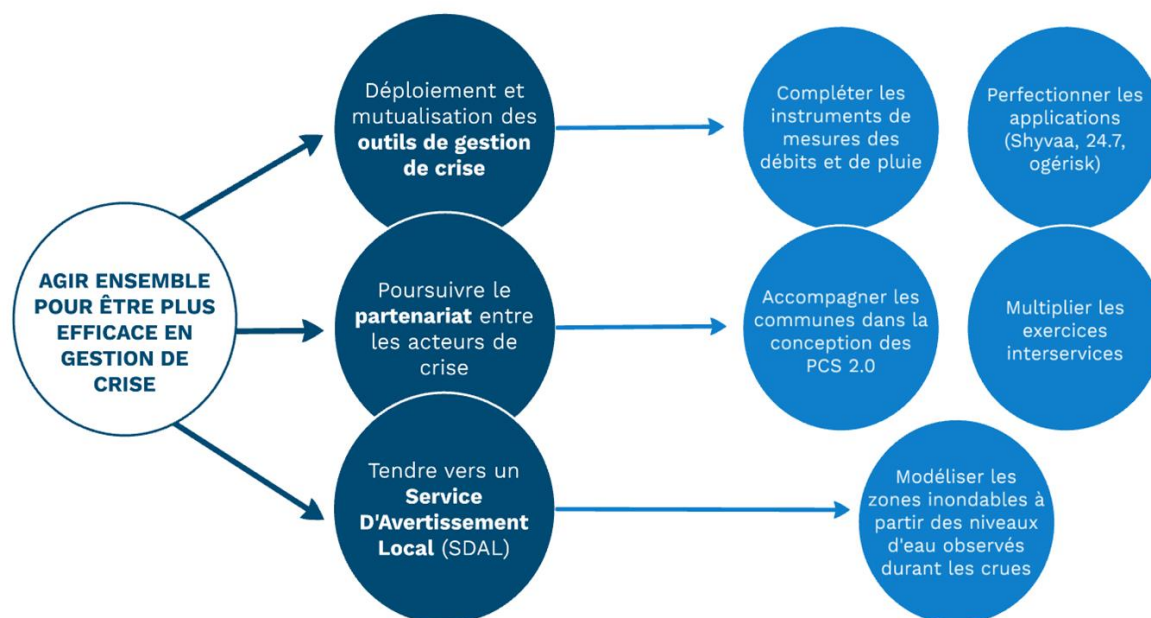 AGIR ENSEMBLE
POUR ÊTRE PLUS
EFFICACE EN
GESTION DE
CRISE
Déploiement et
mutualisation des
outils de gestion
de crise
Compléter les
instruments de
mesures des
débits et de pluie
Perfectionner les
applications
(Shyvaa, 24.7,
ogérisk)
Poursuivre le
partenariat entre
les acteurs de
crise
Accompagner les
communes dans la
conception des
PCS 2.0
Multiplier les
exercices
interservices
Tendre vers un
Service
D'Avertissement
Local (SDAL)
Modéliser les
zones inondables à
partir des niveaux
d'eau observés
durant les crues